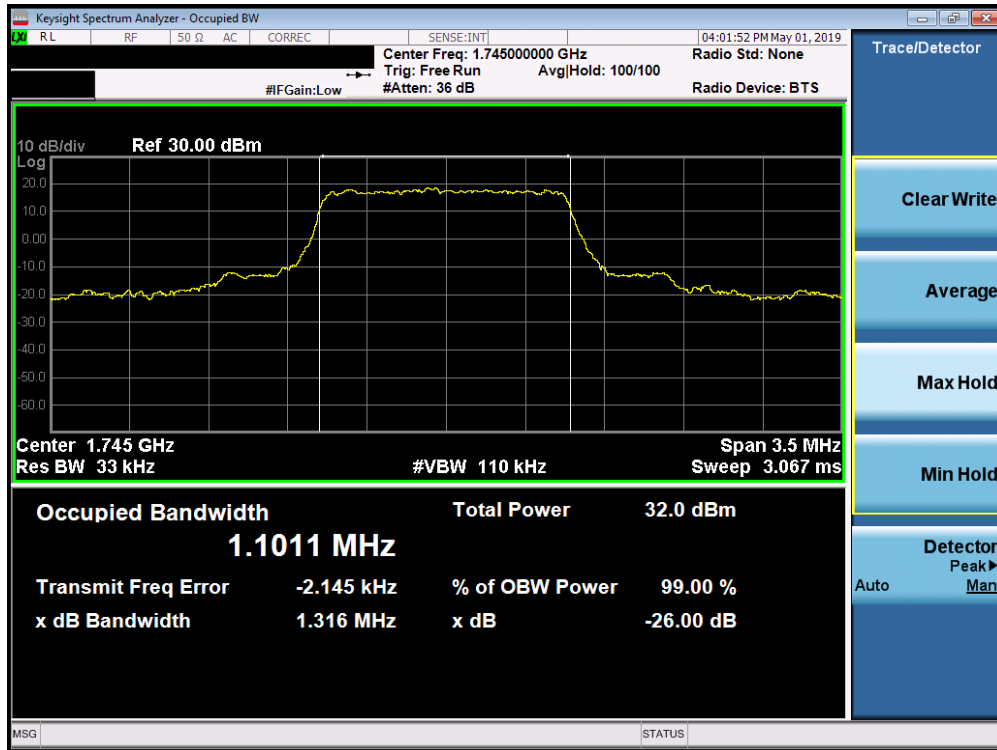 Keysight Spectrum Analyzer - Occupied BW
LXI RL RF 50 Ω AC CORREC SENSE:INT 04:01:52 PM May 01, 2019
Center Freq: 1.745000000 GHz Radio Std: None
Trig: Free Run Avg|Hold: 100/100
#IFGain:Low #Atten: 36 dB Radio Device: BTS
10 dB/div Ref 30.00 dBm
Log
20.0
10.0
0.00
-10.0
-20.0
-30.0
-40.0
-50.0
-60.0
Center 1.745 GHz Span 3.5 MHz
Res BW 33 kHz #VBW 110 kHz Sweep 3.067 ms
Occupied Bandwidth Total Power 32.0 dBm
1.1011 MHz
Transmit Freq Error -2.145 kHz % of OBW Power 99.00 %
x dB Bandwidth 1.316 MHz x dB -26.00 dB
MSG STATUS
Trace/Detector
Clear Write
Average
Max Hold
Min Hold
Detector
Peak▶
Auto Man